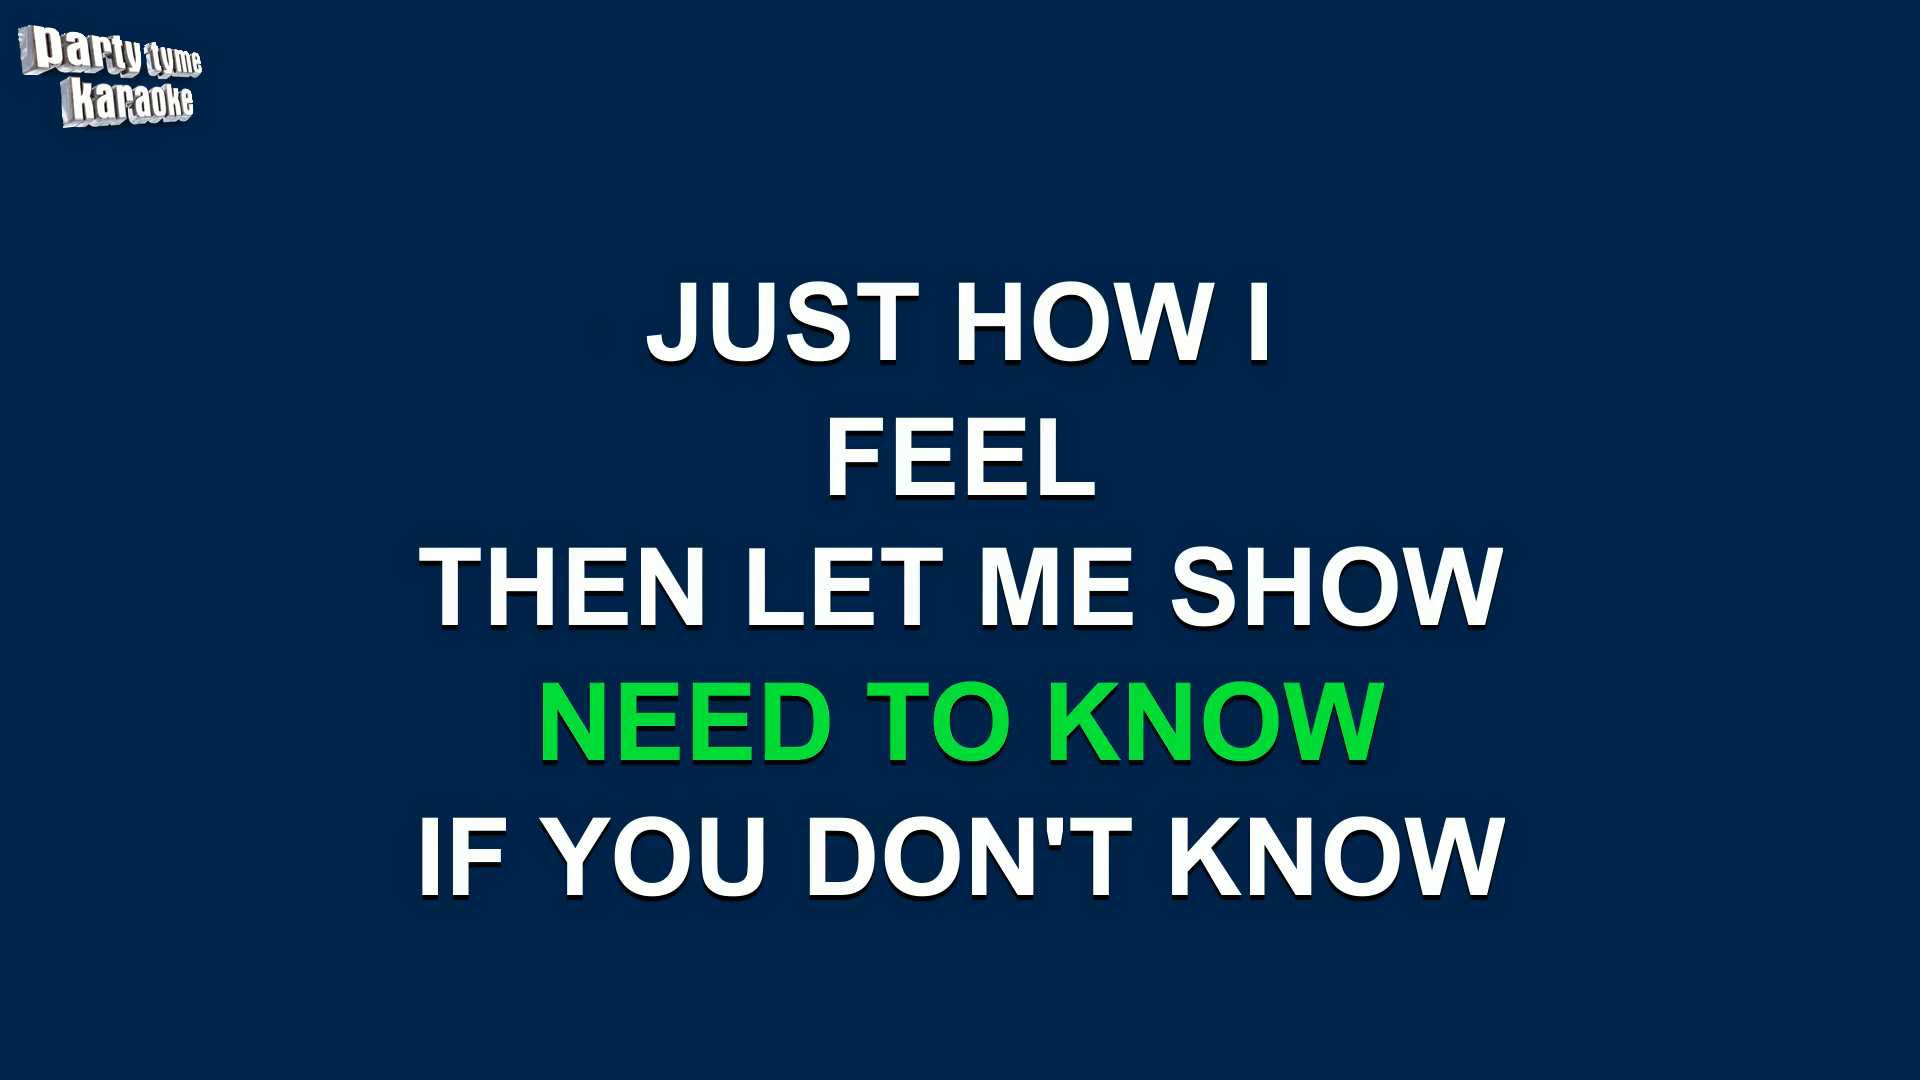 party tyme
karaoke
JUST HOW I
FEEL
THEN LET ME SHOW
NEED TO KNOW
IF YOU DON'T KNOW